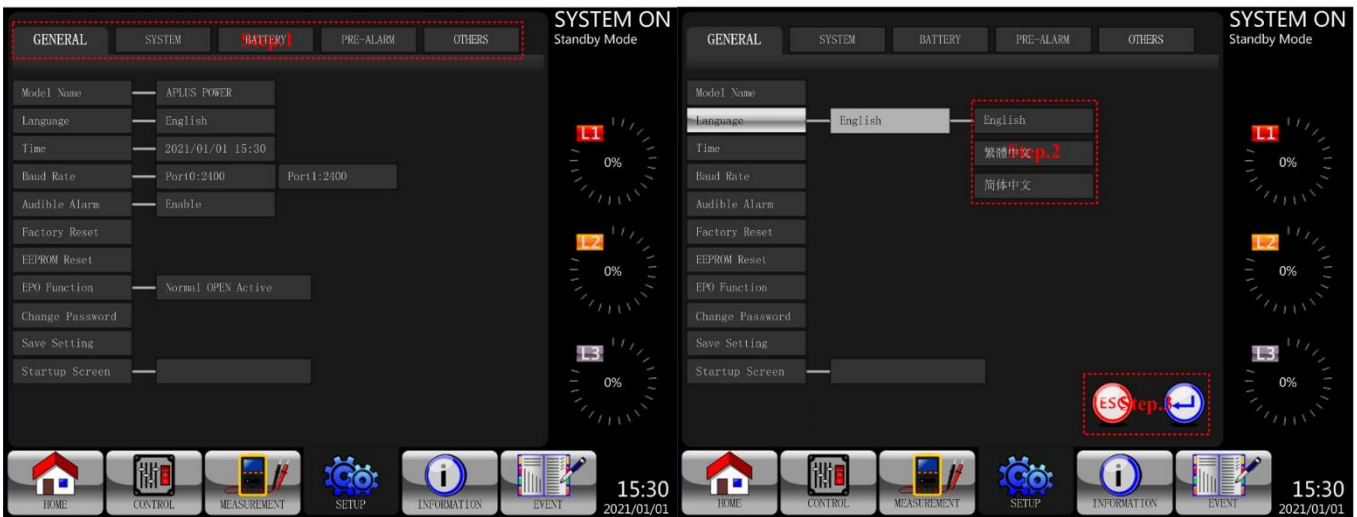 GENERAL SYSTEM BATTERY PRE-ALARM OTHERS
Step.1
SYSTEM ON
Standby Mode
Model Name APLUS POWER
Language English
Time 2021/01/01 15:30
Baud Rate Port0:2400 Port1:2400
Audible Alarm Enable
Factory Reset
EEPROM Reset
EPO Function Normal OPEN Active
Change Password
Save Setting
Startup Screen
L1
0%
L2
0%
L3
0%
HOME CONTROL MEASUREMENT SETUP INFORMATION EVENT
15:30
2021/01/01
GENERAL SYSTEM BATTERY PRE-ALARM OTHERS
SYSTEM ON
Standby Mode
Model Name
Language English English
Time 繁體中文
Step.2
Baud Rate 简体中文
Audible Alarm
Factory Reset
EEPROM Reset
EPO Function
Change Password
Save Setting
Startup Screen
ESC
Step.3
L1
0%
L2
0%
L3
0%
HOME CONTROL MEASUREMENT SETUP INFORMATION EVENT
15:30
2021/01/01